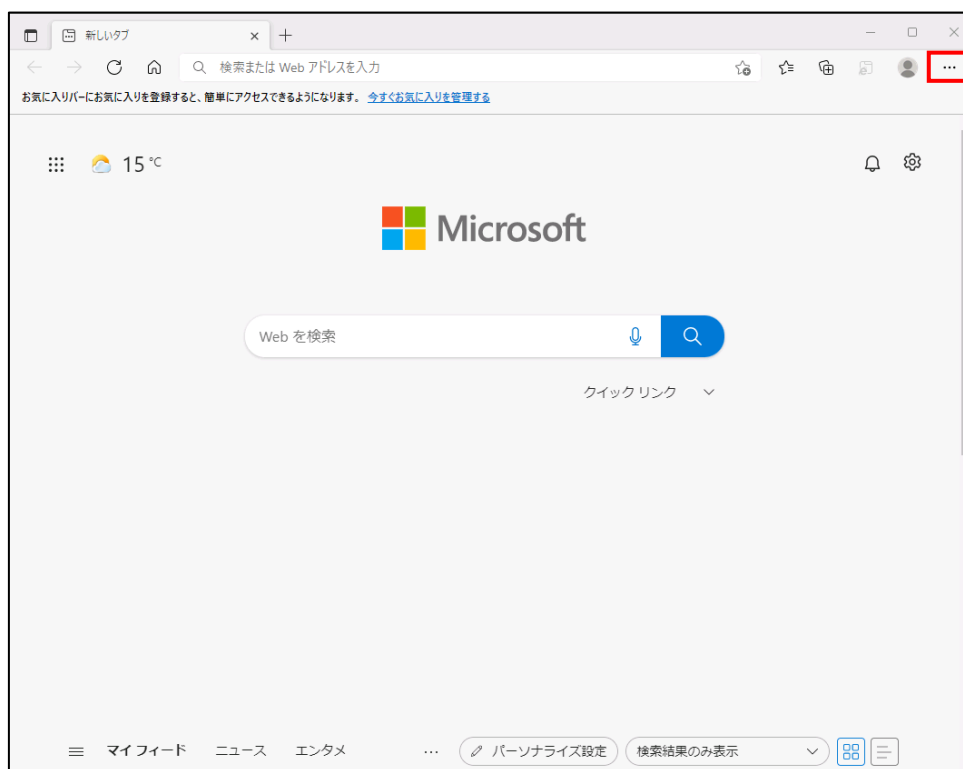 新しいタブ
検索または Web アドレスを入力
お気に入りバーにお気に入りを登録すると、簡単にアクセスできるようになります。 今すぐお気に入りを管理する
15 °C
Microsoft
Web を検索
クイック リンク
マイ フィード ニュース エンタメ ... パーソナライズ設定 検索結果のみ表示